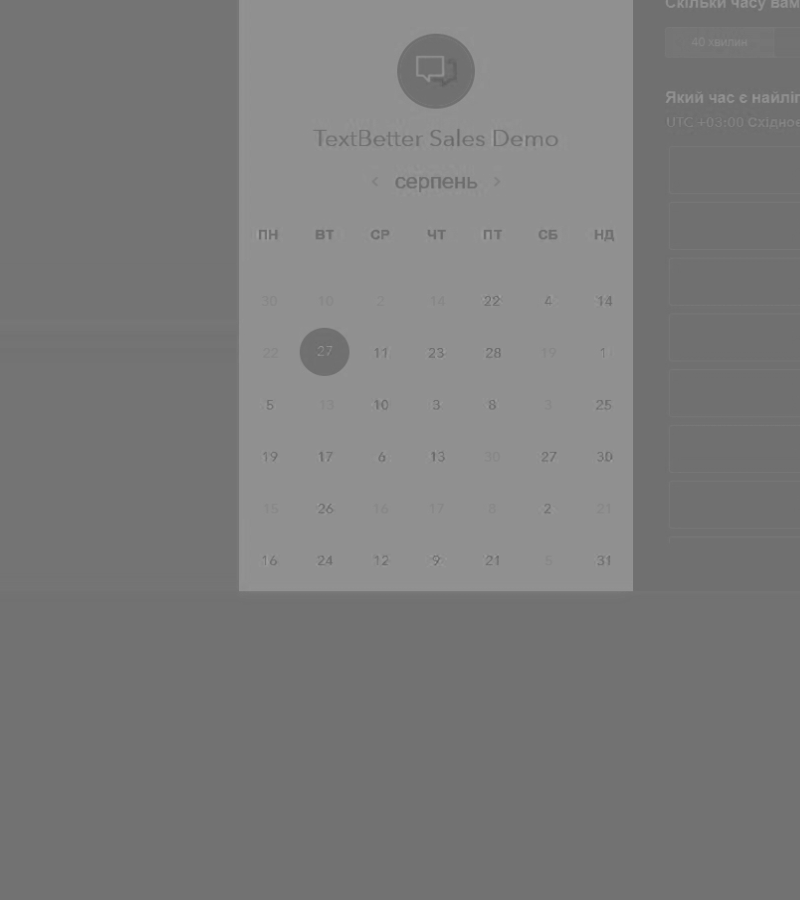 Скільки часу вам
40 хвилин
TextBetter Sales Demo
серпень
Який час є найліп
UTC +03:00 Східноє
ПН ВТ СР ЧТ ПТ СБ НД
30 10 2 14 22 4 14
22 27 11 23 28 19 1
5 13 10 3 8 3 25
19 17 6 13 30 27 30
15 26 16 17 8 2 21
16 24 12 9 21 5 31